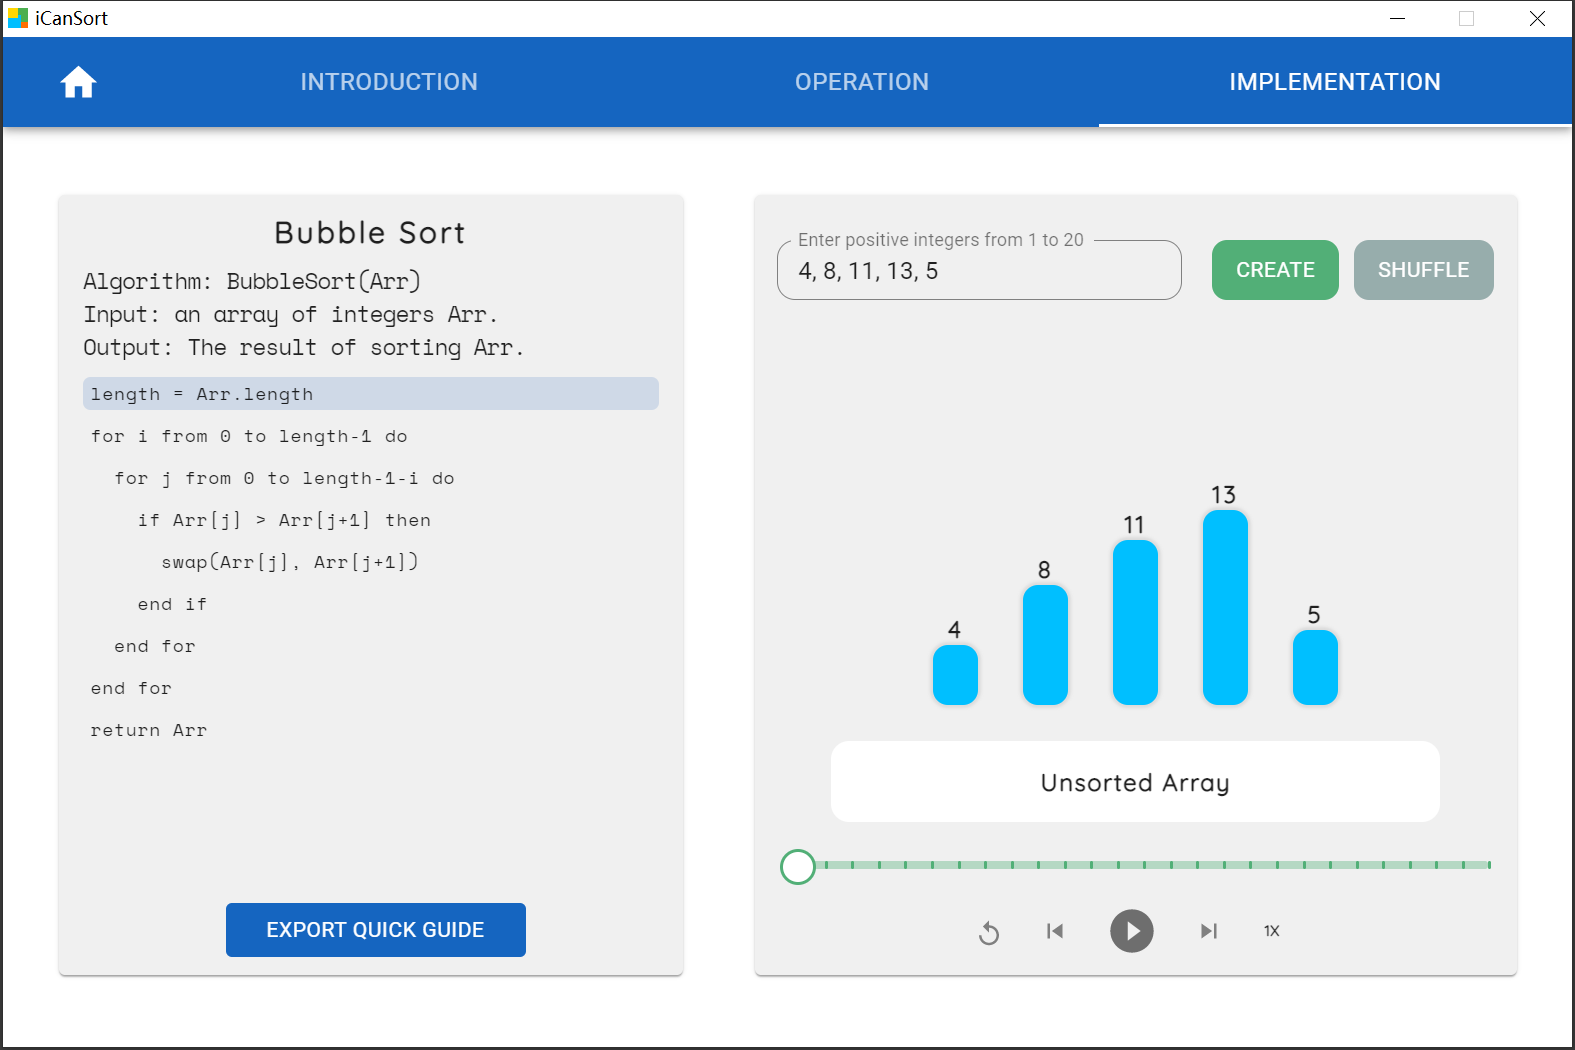 iCanSort
INTRODUCTION
OPERATION
IMPLEMENTATION
Bubble Sort
Algorithm: BubbleSort(Arr)
Input: an array of integers Arr.
Output: The result of sorting Arr.
length = Arr.length
for i from 0 to length-1 do
for j from 0 to length-1-i do
if Arr[j] > Arr[j+1] then
swap(Arr[j], Arr[j+1])
end if
end for
end for
return Arr
EXPORT QUICK GUIDE
Enter positive integers from 1 to 20
4, 8, 11, 13, 5
CREATE
SHUFFLE
4
8
11
13
5
Unsorted Array
1X